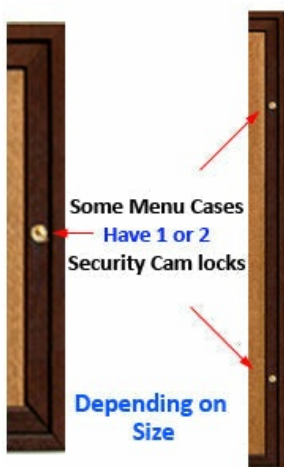 Some Menu Cases
Have 1 or 2
Security Cam locks
Depending on
Size